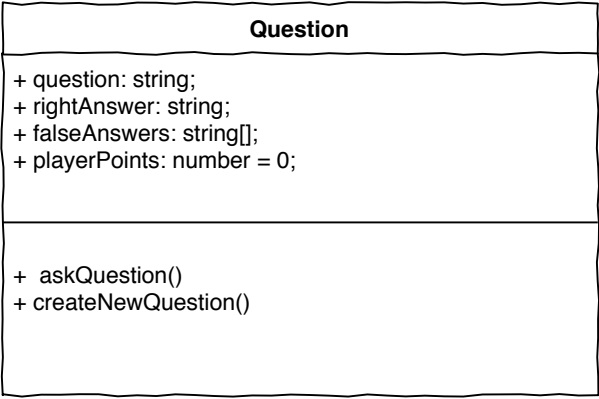 Question
+ question: string;
+ rightAnswer: string;
+ falseAnswers: string[];
+ playerPoints: number = 0;
+ askQuestion()
+ createNewQuestion()